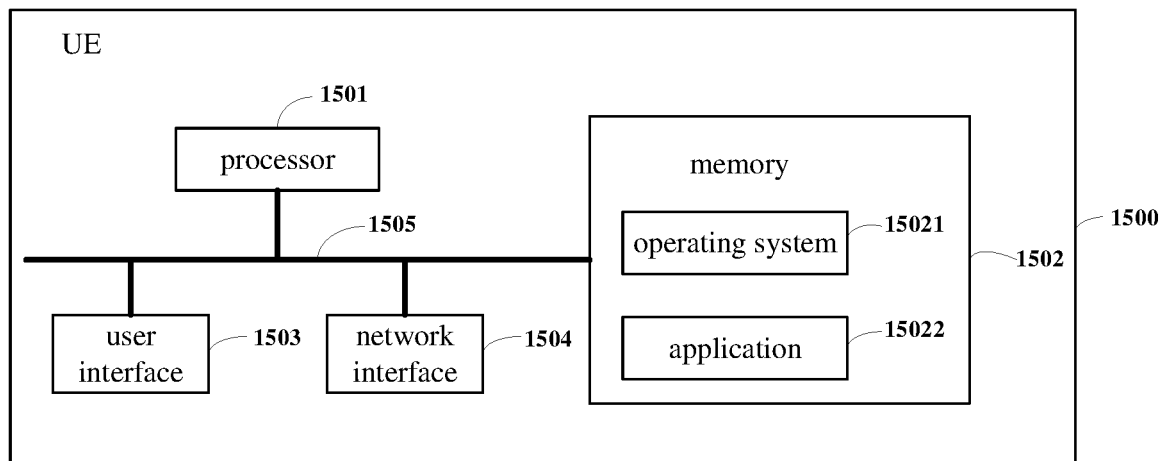 UE
1501
processor
memory
1505
15021
operating system
1500
1502
user
interface
1503
network
interface
1504
15022
application